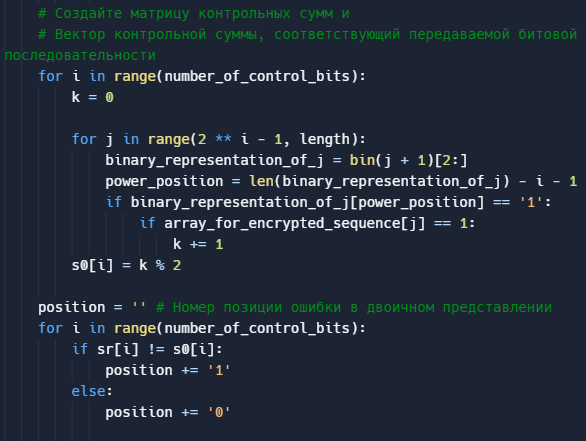 # Создайте матрицу контрольных сумм и
# Вектор контрольной суммы, соответствующий передаваемой битовой
последовательности
for i in range(number_of_control_bits):
k = 0
for j in range(2 ** i - 1, length):
binary_representation_of_j = bin(j + 1)[2:]
power_position = len(binary_representation_of_j) - i - 1
if binary_representation_of_j[power_position] == '1':
if array_for_encrypted_sequence[j] == 1:
k += 1
s0[i] = k % 2
position = '' # Номер позиции ошибки в двоичном представлении
for i in range(number_of_control_bits):
if sr[i] != s0[i]:
position += '1'
else:
position += '0'